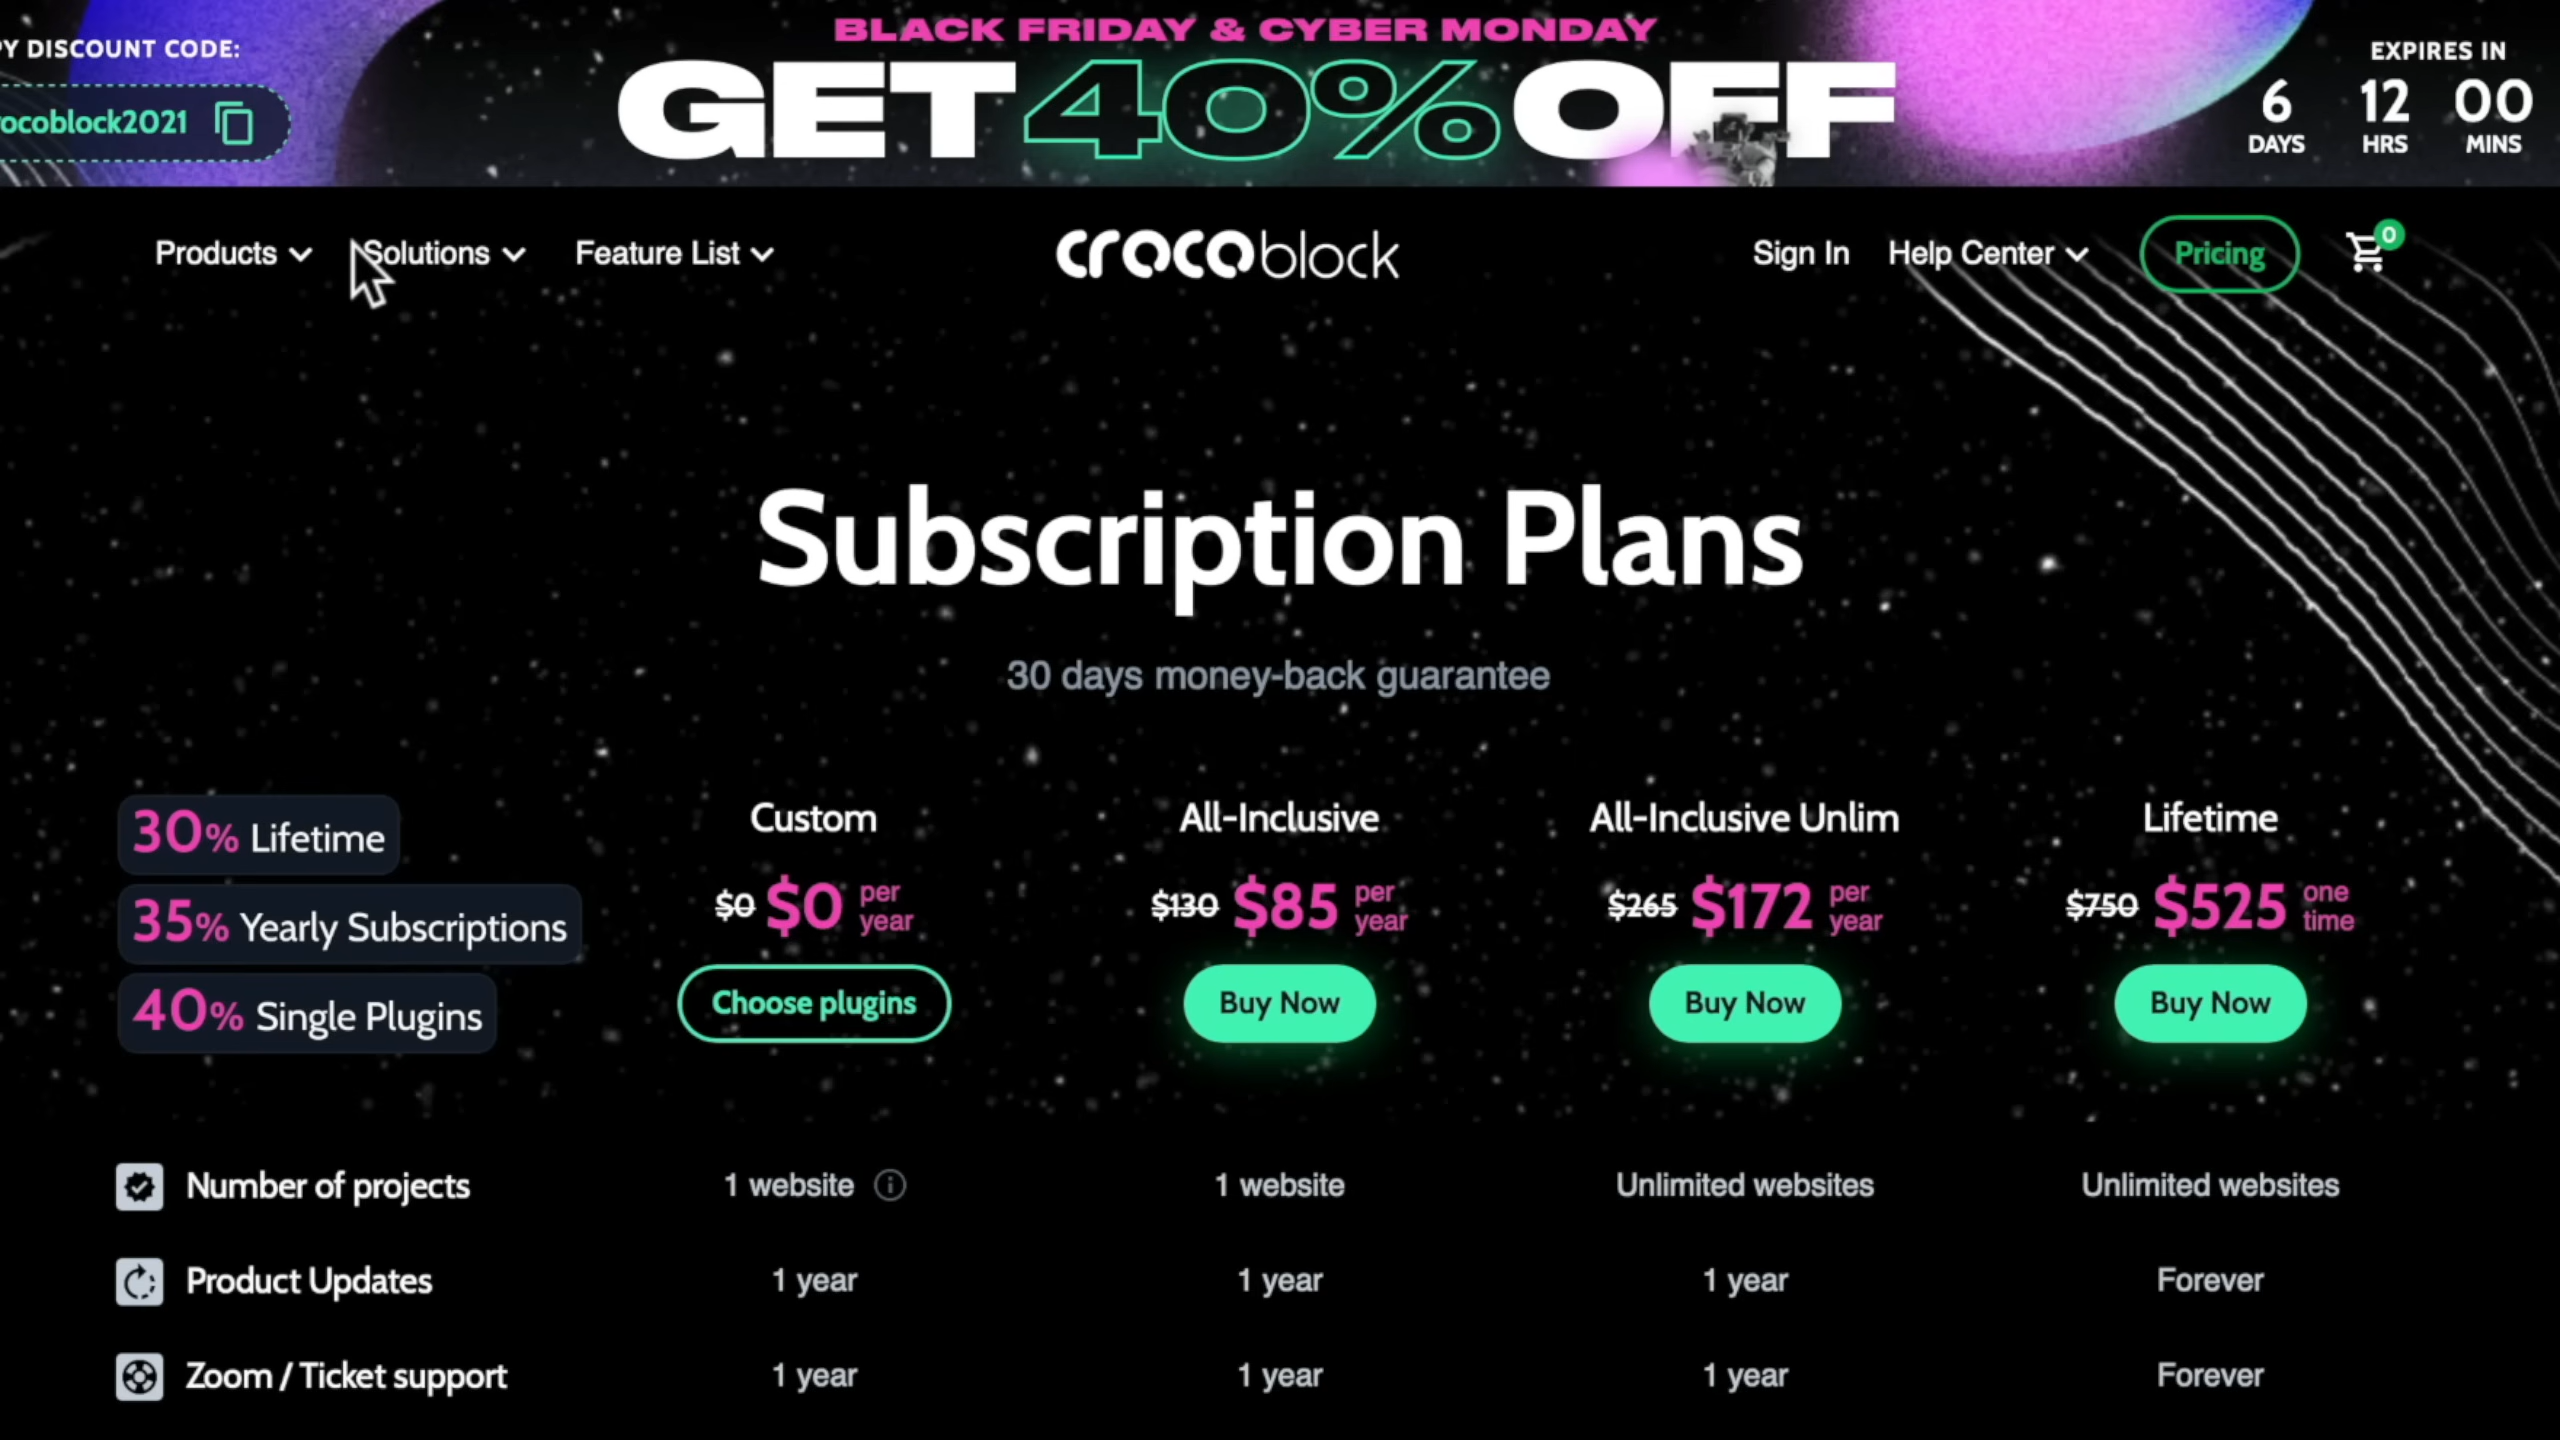 BLACK FRIDAY & CYBER MONDAY
DISCOUNT CODE:
GET 40% OFF
EXPIRES IN
6 12 00
DAYS HRS MINS
ocoblock2021
Products Solutions Feature List crocoblock Sign In Help Center Pricing 0
Subscription Plans
30 days money-back guarantee
30% Lifetime
35% Yearly Subscriptions
40% Single Plugins
Custom
$0 $0 per year
Choose plugins
All-Inclusive
$130 $85 per year
Buy Now
All-Inclusive Unlim
$265 $172 per year
Buy Now
Lifetime
$750 $525 one time
Buy Now
Number of projects 1 website 1 website Unlimited websites Unlimited websites
Product Updates 1 year 1 year 1 year Forever
Zoom / Ticket support 1 year 1 year 1 year Forever